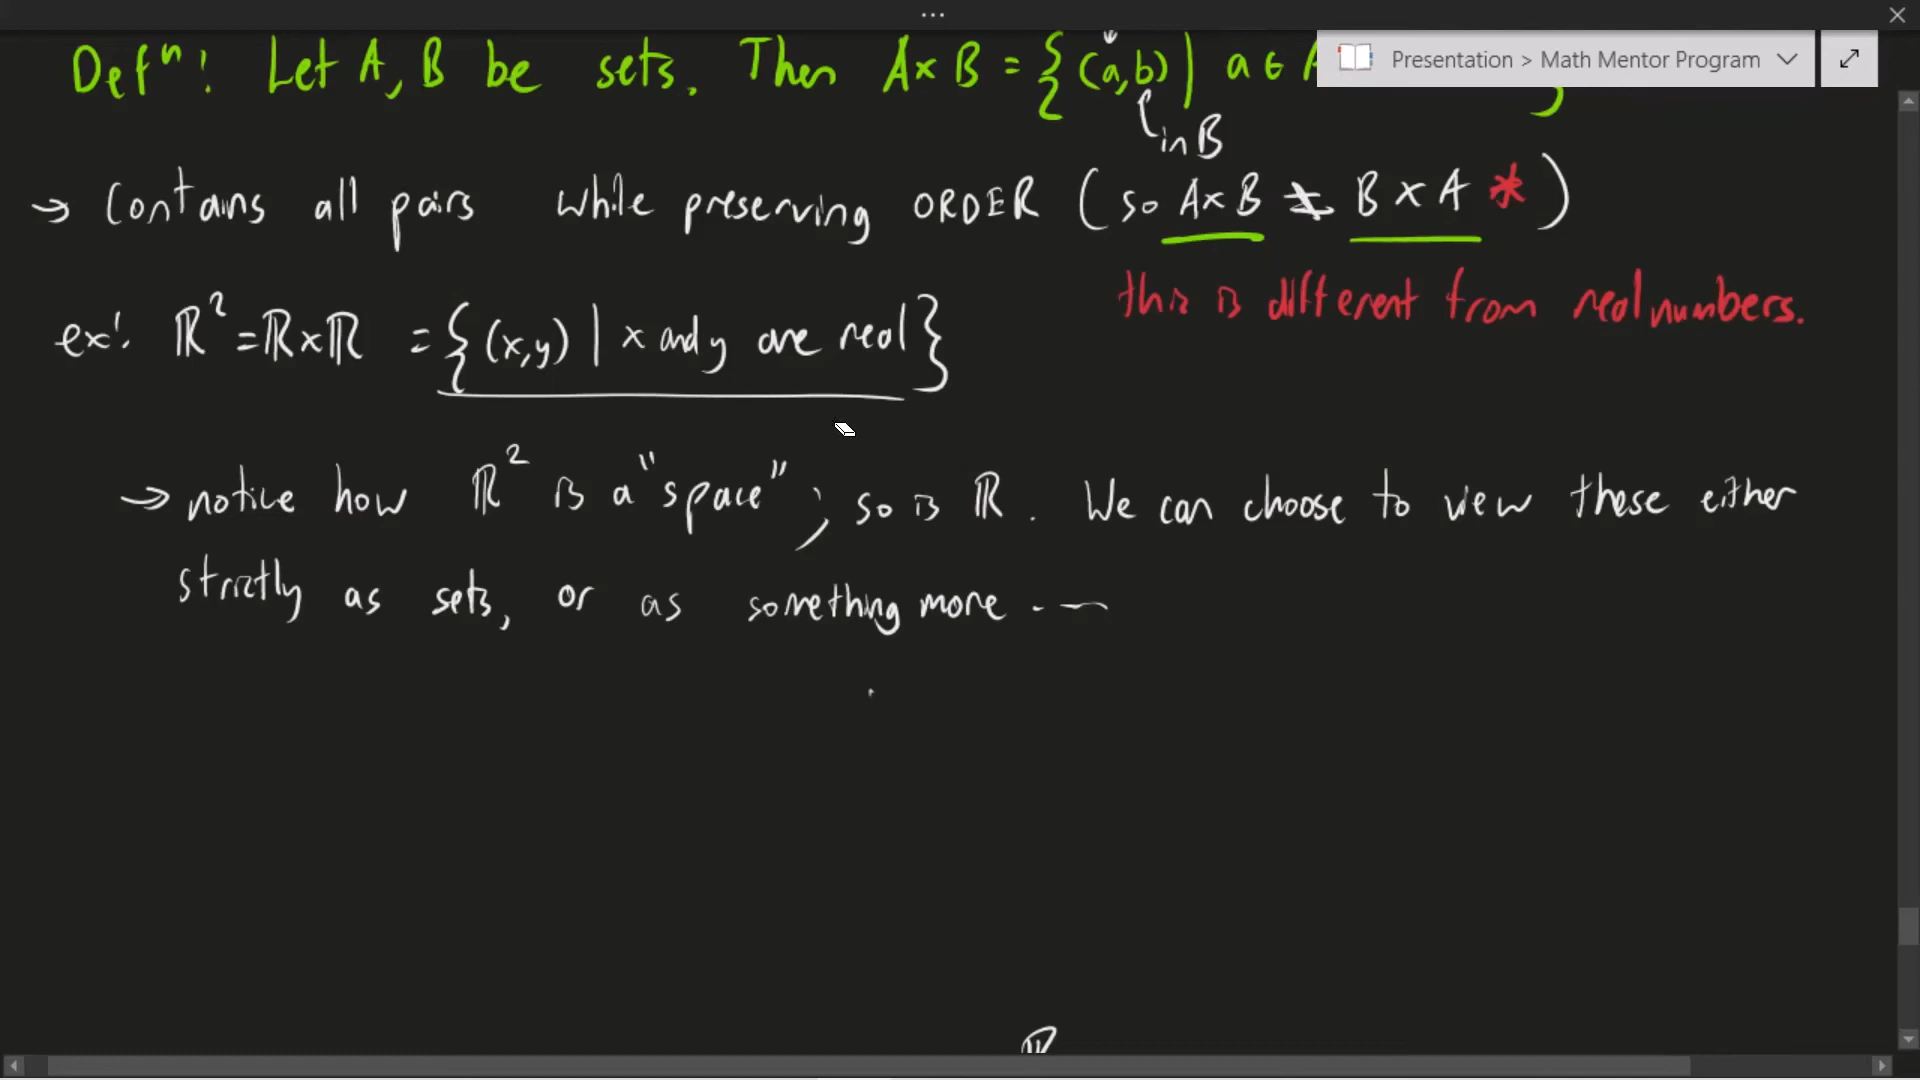 Presentation > Math Mentor Program
Defⁿ: Let A, B be sets. Then A×B = {(a,b) | a ∈ A }
in B
→ Contains all pairs while preserving ORDER (so A×B ≠ B×A *)
this is different from real numbers.
ex: ℝ² = ℝ×ℝ = {(x,y) | x and y are real}
→ notice how ℝ² is a "space"; so is ℝ. We can choose to view these either
strictly as sets, or as something more ...